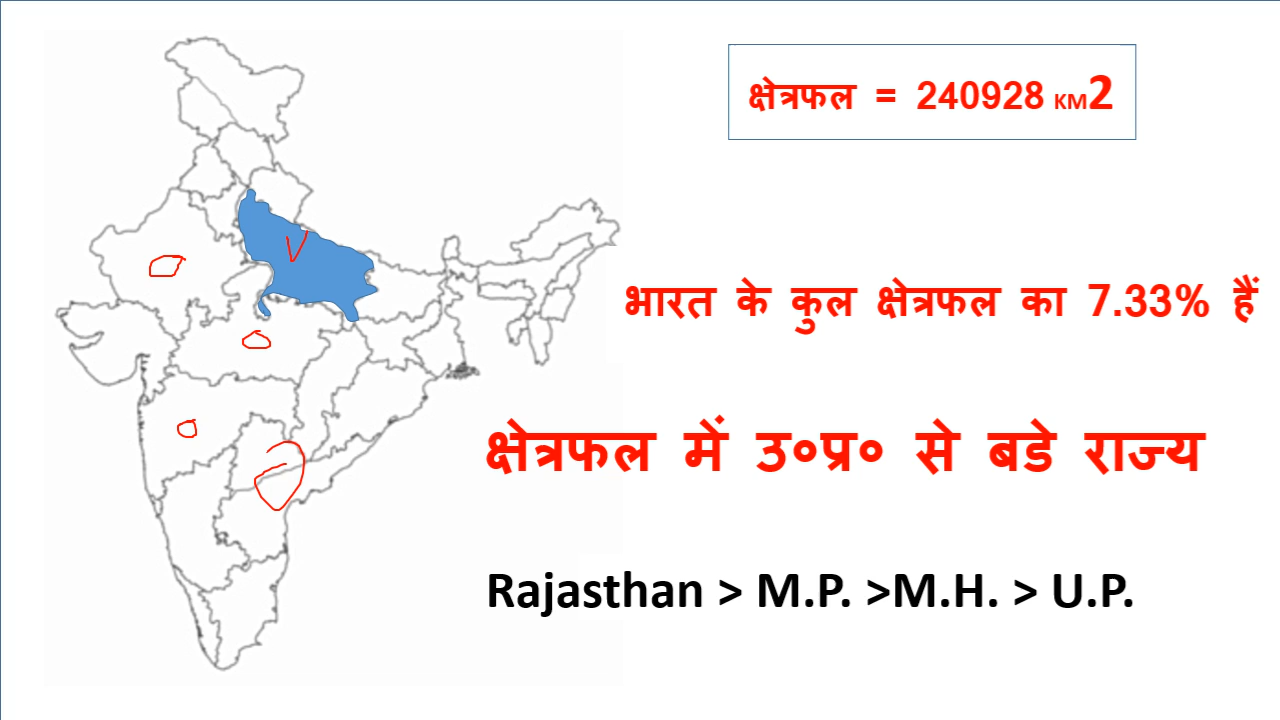 क्षेत्रफल = 240928 KM2
भारत के कुल क्षेत्रफल का 7.33% हैं
क्षेत्रफल में उ०प्र० से बडे राज्य
Rajasthan > M.P. >M.H. > U.P.